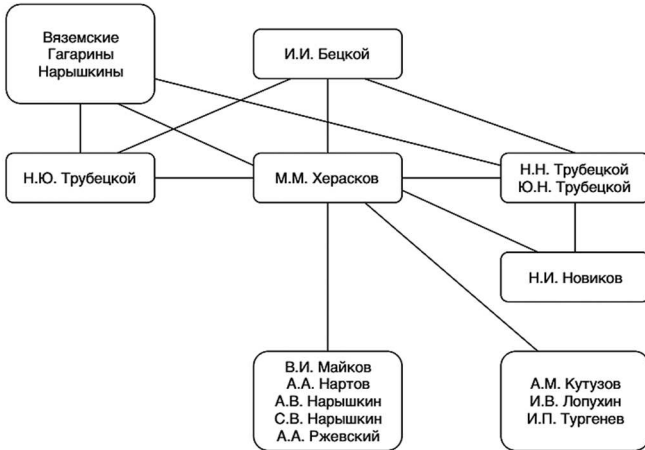 Вяземские
Гагарины
Нарышкины
И.И. Бецкой
Н.Ю. Трубецкой
М.М. Херасков
Н.Н. Трубецкой
Ю.Н. Трубецкой
Н.И. Новиков
В.И. Майков
А.А. Нартов
А.В. Нарышкин
С.В. Нарышкин
А.А. Ржевский
А.М. Кутузов
И.В. Лопухин
И.П. Тургенев